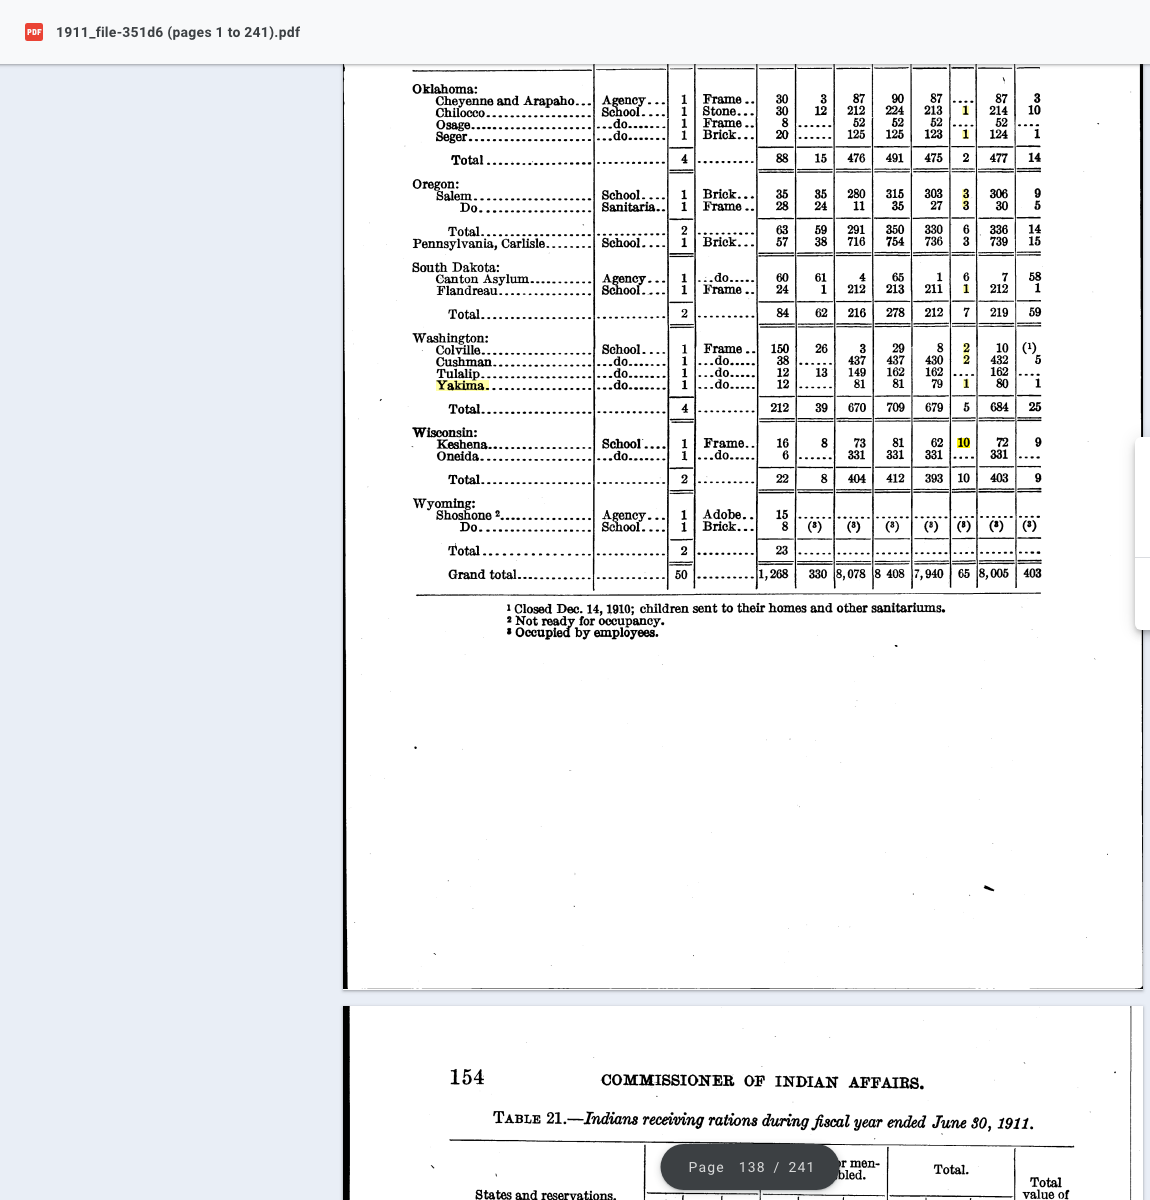 1911_file-351d6 (pages 1 to 241).pdf
Oklahoma:
Cheyenne and Arapaho... Agency... 1 Frame.. 30 3 87 90 87 .... 87 3
Chilocco........ School.... 1 Stone... 30 12 212 224 213 1 214 10
Osage........ ...do....... 1 Frame.. 8 ...... 52 52 52 .... 52 ....
Seger........ ...do....... 1 Brick... 20 ...... 125 125 123 1 124 1
Total ........ 4 .......... 88 15 476 491 475 2 477 14
Oregon:
Salem........ School.... 1 Brick... 35 35 280 315 303 3 306 9
Do........ Sanitaria.. 1 Frame.. 28 24 11 35 27 3 30 5
Total........ 2 .......... 63 59 291 350 330 6 336 14
Pennsylvania, Carlisle........ School.... 1 Brick... 57 38 716 754 736 3 739 15
South Dakota:
Canton Asylum........ Agency... 1 ...do..... 60 61 4 65 1 6 7 58
Flandreau........ School.... 1 Frame.. 24 1 212 213 211 1 212 1
Total........ 2 .......... 84 62 216 278 212 7 219 59
Washington:
Colville........ School.... 1 Frame.. 150 26 3 29 8 2 10 (¹)
Cushman........ ...do....... 1 ...do..... 38 ...... 437 437 430 2 432 5
Tulalip........ ...do....... 1 ...do..... 12 13 149 162 162 .... 162 ....
Yakima........ ...do....... 1 ...do..... 12 ...... 81 81 79 1 80 1
Total........ 4 .......... 212 39 670 709 679 5 684 25
Wisconsin:
Keshena........ School.... 1 Frame.. 16 8 73 81 62 10 72 9
Oneida........ ...do....... 1 ...do..... 6 ...... 331 331 331 .... 331 ....
Total........ 2 .......... 22 8 404 412 393 10 403 9
Wyoming:
Shoshone ²........ Agency... 1 Adobe.. 15 ...... ...... ...... ...... .... ...... ....
Do........ School.... 1 Brick... 8 (³) (³) (³) (³) (³) (³) (³)
Total........ 2 .......... 23 ...... ...... ...... ...... .... ...... ....
Grand total........ 50 .......... 1,268 330 8,078 8 408 7,940 65 8,005 403
¹ Closed Dec. 14, 1910; children sent to their homes and other sanitariums.
² Not ready for occupancy.
³ Occupied by employees.
154 COMMISSIONER OF INDIAN AFFAIRS.
TABLE 21.—Indians receiving rations during fiscal year ended June 30, 1911.
States and reservations.
r men-
bled.
Total.
Total
value of
Page 138 / 241